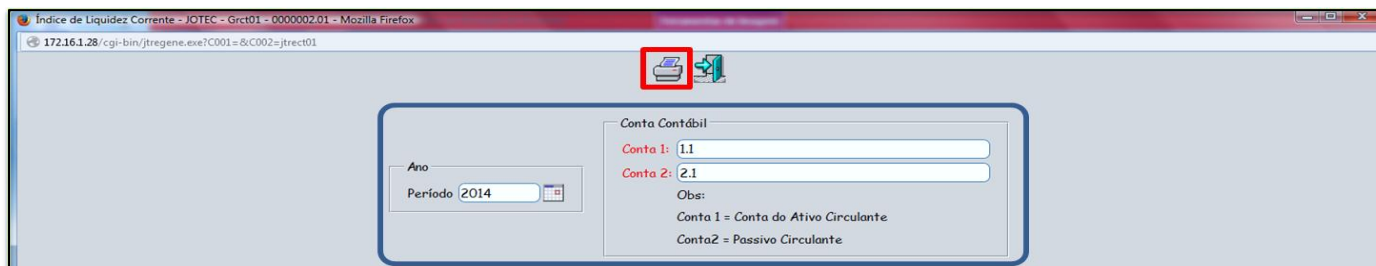 Índice de Liquidez Corrente - JOTEC - Grct01 - 0000002.01 - Mozilla Firefox
172.16.1.28/cgi-bin/jtregene.exe?C001=&C002=jtrect01
Conta Contábil
Conta 1: 1.1
Ano
Conta 2: 2.1
Período 2014
Obs:
Conta 1 = Conta do Ativo Circulante
Conta2 = Passivo Circulante